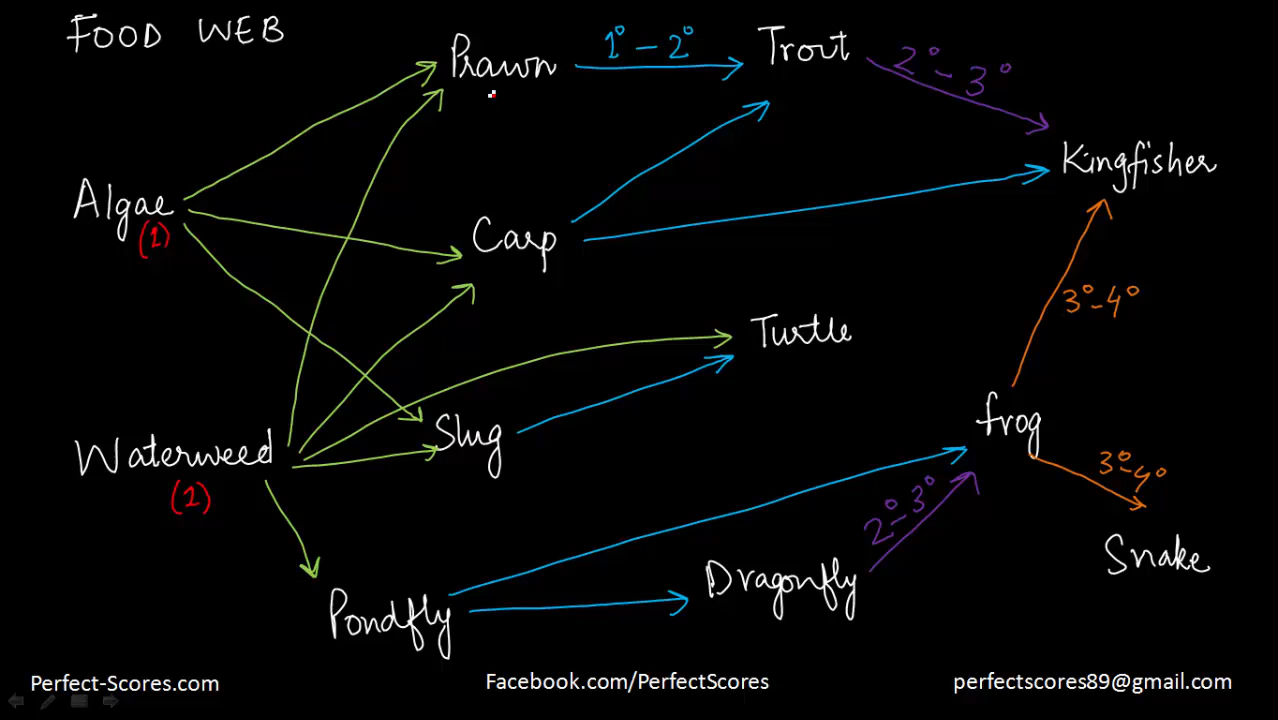 FOOD WEB
Prawn
1° – 2°
Trout
2° – 3°
Kingfisher
Algae
(1)
Carp
3° – 4°
Turtle
Slug
frog
Waterweed
(1)
3° – 4°
2° – 3°
Snake
Dragonfly
Pondfly
Perfect-Scores.com
Facebook.com/PerfectScores
perfectscores89@gmail.com